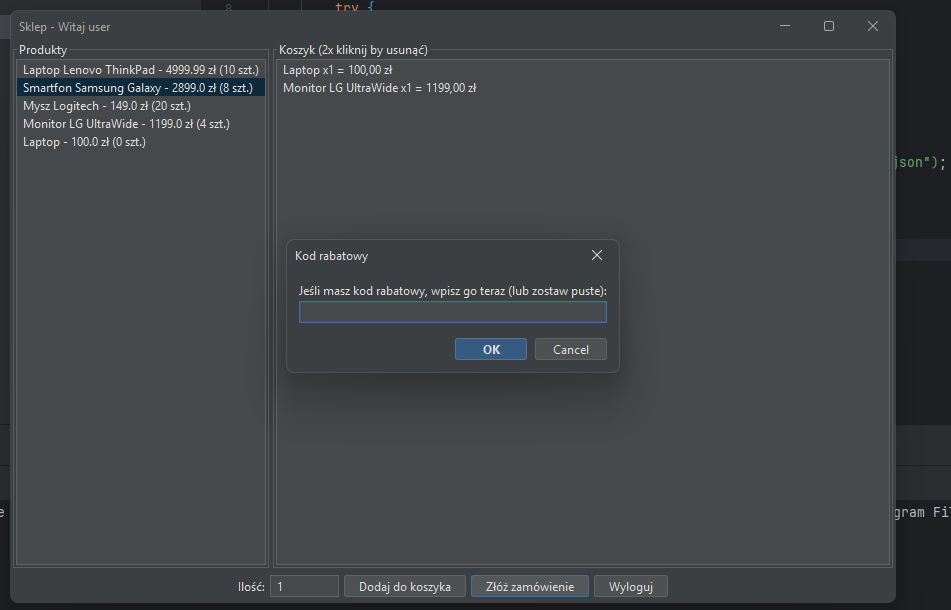 8 try {
Sklep - Witaj user
Produkty
Laptop Lenovo ThinkPad - 4999.99 zł (10 szt.)
Smartfon Samsung Galaxy - 2899.0 zł (8 szt.)
Mysz Logitech - 149.0 zł (20 szt.)
Monitor LG UltraWide - 1199.0 zł (4 szt.)
Laptop - 100.0 zł (0 szt.)
Koszyk (2x kliknij by usunąć)
Laptop x1 = 100,00 zł
Monitor LG UltraWide x1 = 1199,00 zł
json");
Kod rabatowy
Jeśli masz kod rabatowy, wpisz go teraz (lub zostaw puste):
OK Cancel
e
gram Fi
Ilość: 1 Dodaj do koszyka Złóż zamówienie Wyloguj